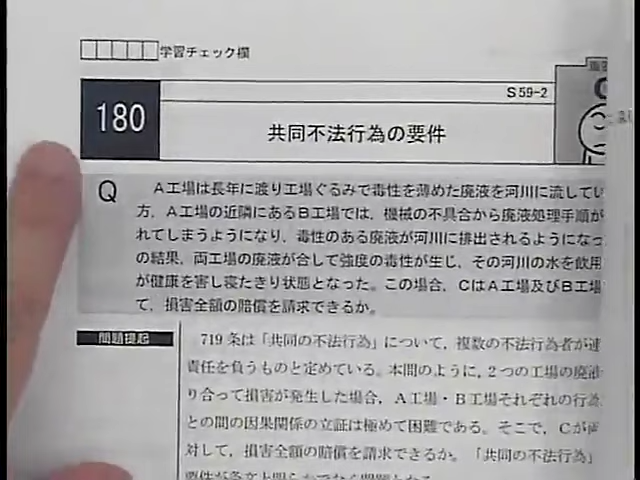 学習チェック欄
S59-2
180
共同不法行為の要件
Q
A工場は長年に渡り工場ぐるみで毒性を薄めた廃液を河川に流してい
方,A工場の近隣にあるB工場では,機械の不具合から廃液処理手順が
れてしまうようになり,毒性のある廃液が河川に排出されるようになっ
の結果,両工場の廃液が合して強度の毒性が生じ,その河川の水を飲用
が健康を害し寝たきり状態となった。この場合,CはA工場及びB工場
て,損害全額の賠償を請求できるか。
問題提起
719条は「共同の不法行為」について,複数の不法行為者が連
責任を負うものと定めている。本問のように,2つの工場の廃液
り合って損害が発生した場合,A工場・B工場それぞれの行為
との間の因果関係の立証は極めて困難である。そこで,Cが両
対して,損害全額の賠償を請求できるか。「共同の不法行為」